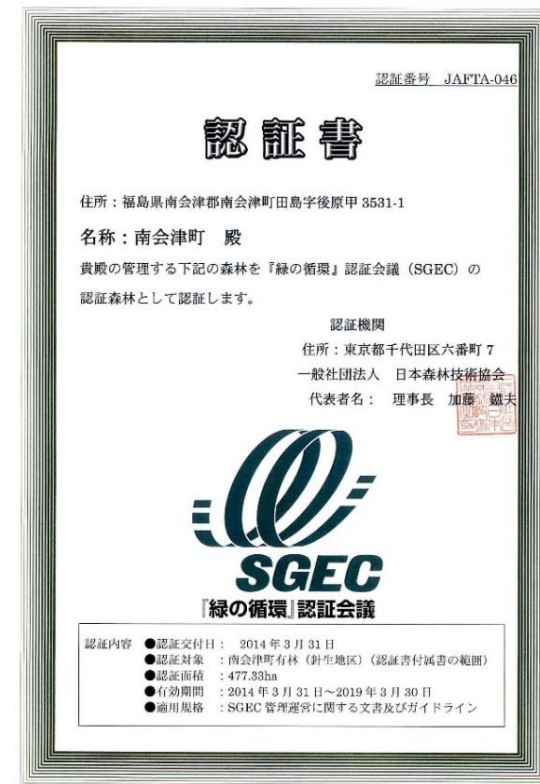 認証番号 JAFTA-046
認証書
住所：福島県南会津郡南会津町田島字後原甲 3531-1
名称：南会津町 殿
貴殿の管理する下記の森林を『緑の循環』認証会議（SGEC）の
認証森林として認証します。
認証機関
住所：東京都千代田区六番町 7
一般社団法人 日本森林技術協会
代表者名： 理事長 加藤 鐵夫
SGEC
『緑の循環』認証会議
認証内容 ●認証交付日： 2014 年 3 月 31 日
●認証対象 ：南会津町有林（針生地区）（認証書付属書の範囲）
●認証面積 ：477.33ha
●有効期間 ：2014 年 3 月 31 日～2019 年 3 月 30 日
●適用規格 ：SGEC 管理運営に関する文書及びガイドライン